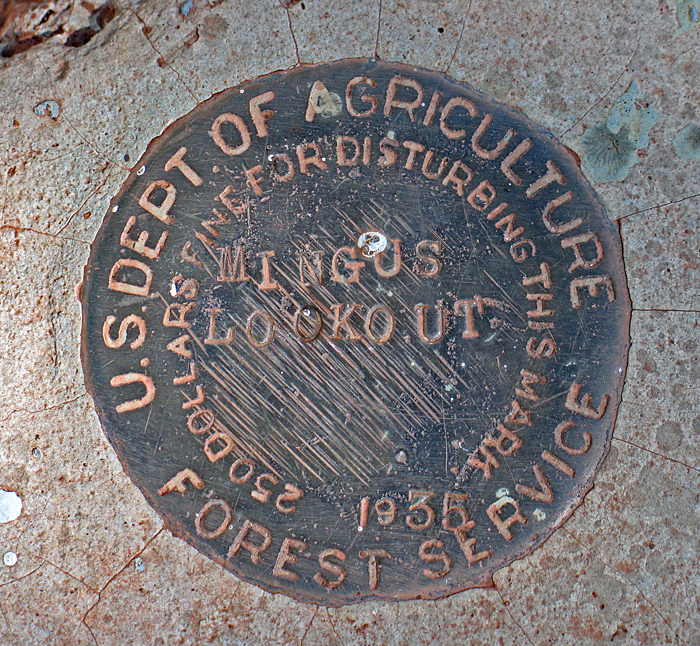 U.S. DEPT OF AGRICULTURE
FOREST SERVICE
250 DOLLARS FINE FOR DISTURBING THIS MARK.
MINGUS
LOOKOUT
1935